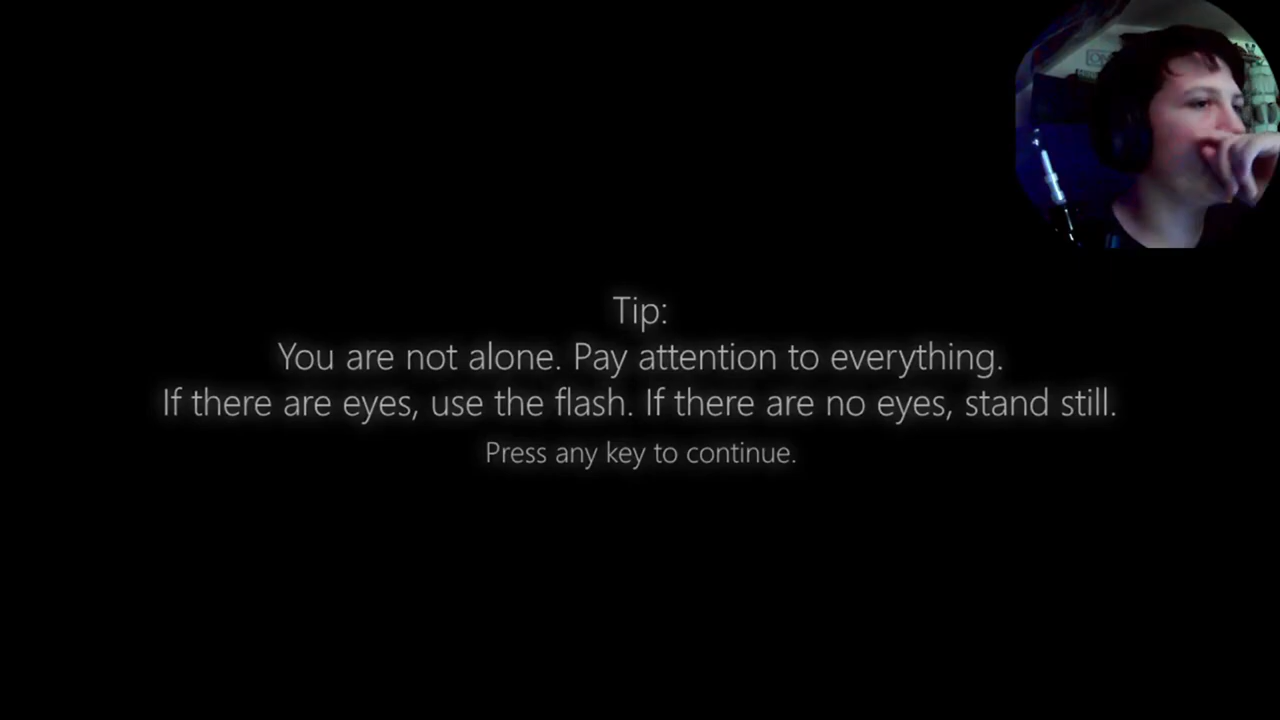 Tip:
You are not alone. Pay attention to everything.
If there are eyes, use the flash. If there are no eyes, stand still.
Press any key to continue.